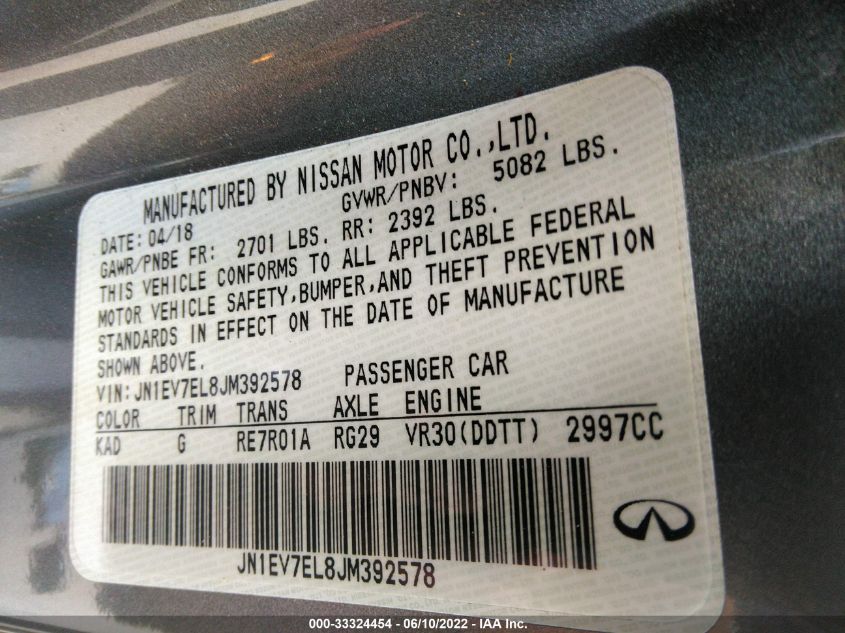 MANUFACTURED BY NISSAN MOTOR CO.,LTD.
DATE: 04/18 GVWR/PNBV: 5082 LBS.
GAWR/PNBE FR: 2701 LBS. RR: 2392 LBS.
THIS VEHICLE CONFORMS TO ALL APPLICABLE FEDERAL
MOTOR VEHICLE SAFETY,BUMPER,AND THEFT PREVENTION
STANDARDS IN EFFECT ON THE DATE OF MANUFACTURE
SHOWN ABOVE.
VIN:JN1EV7EL8JM392578 PASSENGER CAR
COLOR TRIM TRANS AXLE ENGINE
KAD G RE7R01A RG29 VR30(DDTT) 2997CC
JN1EV7EL8JM392578
000-33324454 - 06/10/2022 - IAA Inc.